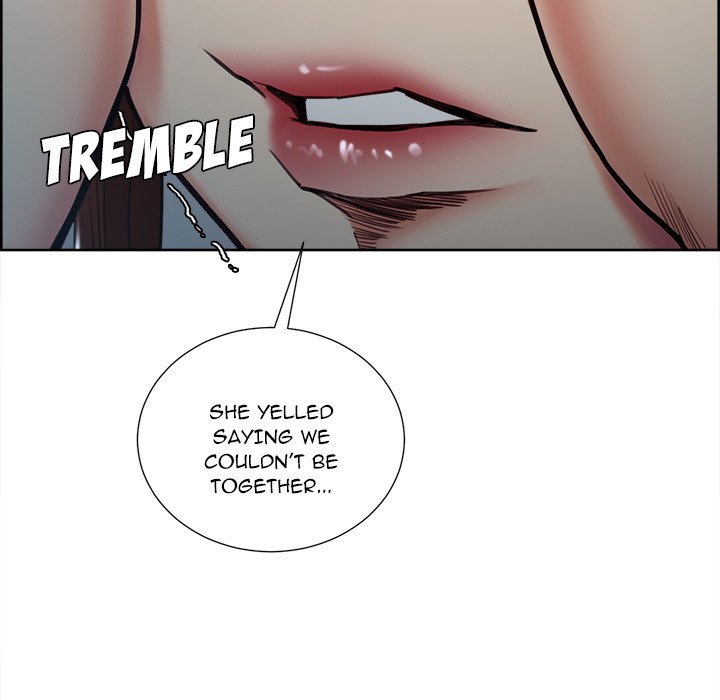 TREMBLE
SHE YELLED
SAYING WE
COULDN'T BE
TOGETHER...